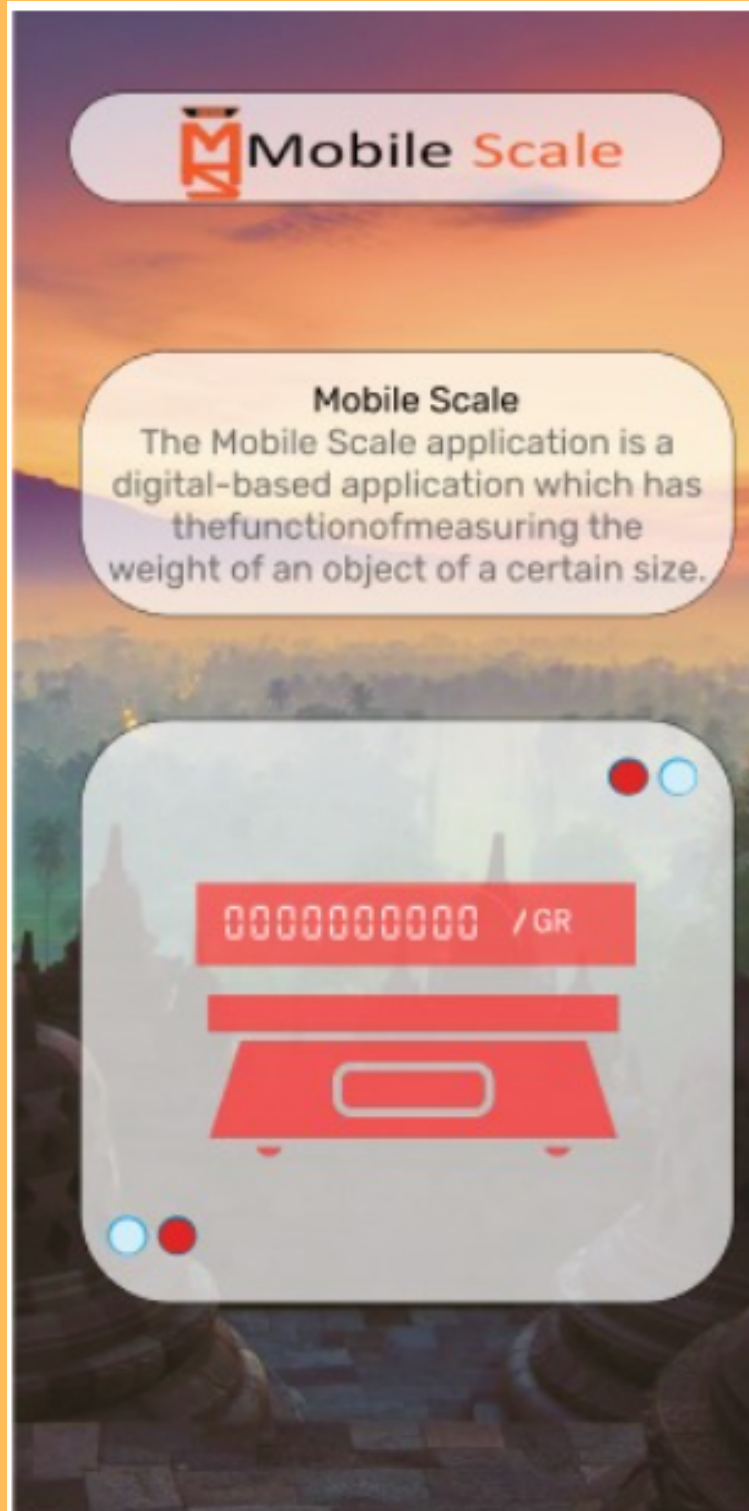 Mobile Scale
Mobile Scale
The Mobile Scale application is a
digital-based application which has
thefunctionofmeasuring the
weight of an object of a certain size.
0000000000 /GR